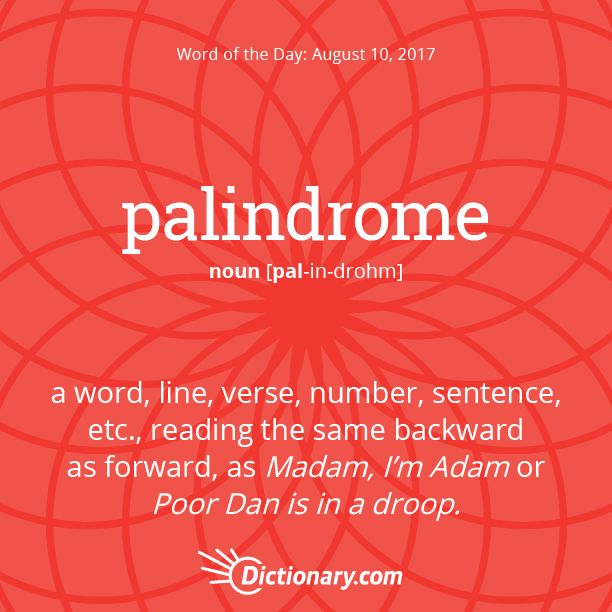 Word of the Day: August 10, 2017
palindrome
noun [pal-in-drohm]
a word, line, verse, number, sentence,
etc., reading the same backward
as forward, as Madam, I’m Adam or
Poor Dan is in a droop.
Dictionary.com